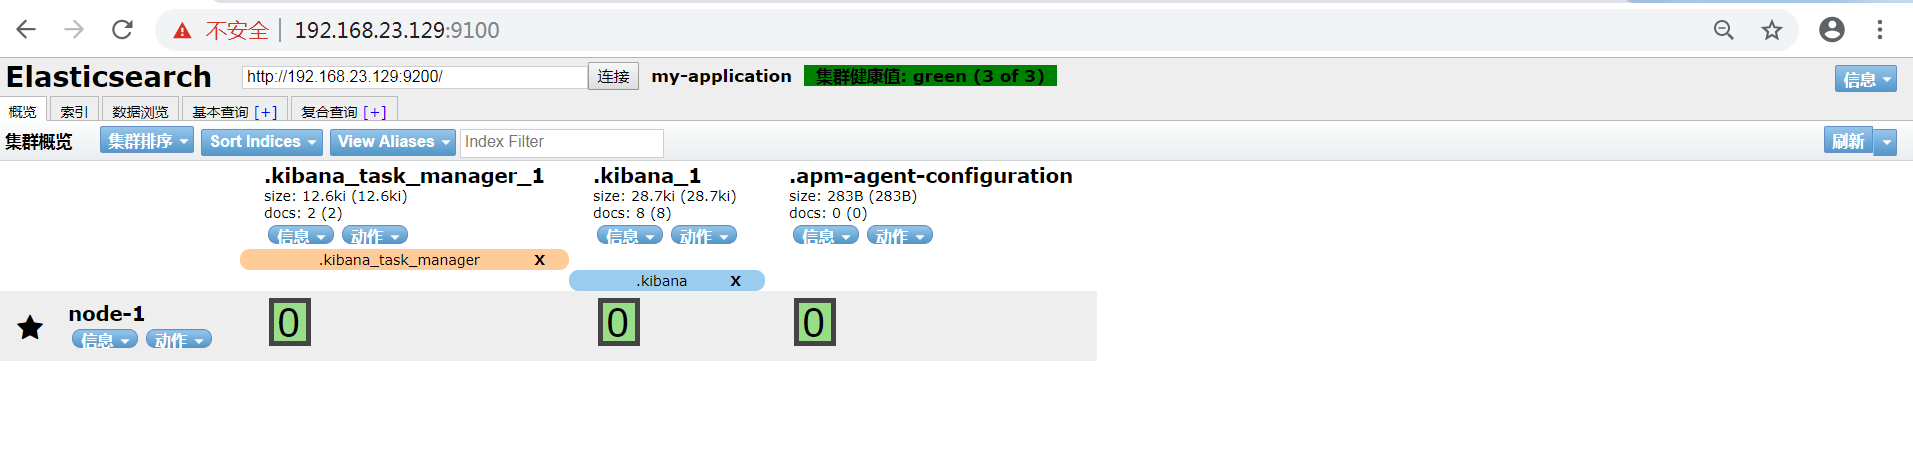 不安全 192.168.23.129:9100
Elasticsearch http://192.168.23.129:9200/ 连接 my-application 集群健康值: green (3 of 3) 信息
概览 索引 数据浏览 基本查询 [+] 复合查询 [+]
集群概览 集群排序 Sort Indices View Aliases Index Filter 刷新
.kibana_task_manager_1 .kibana_1 .apm-agent-configuration
size: 12.6ki (12.6ki) size: 28.7ki (28.7ki) size: 283B (283B)
docs: 2 (2) docs: 8 (8) docs: 0 (0)
信息 动作 信息 动作 信息 动作
.kibana_task_manager X
.kibana X
node-1 0 0 0
信息 动作